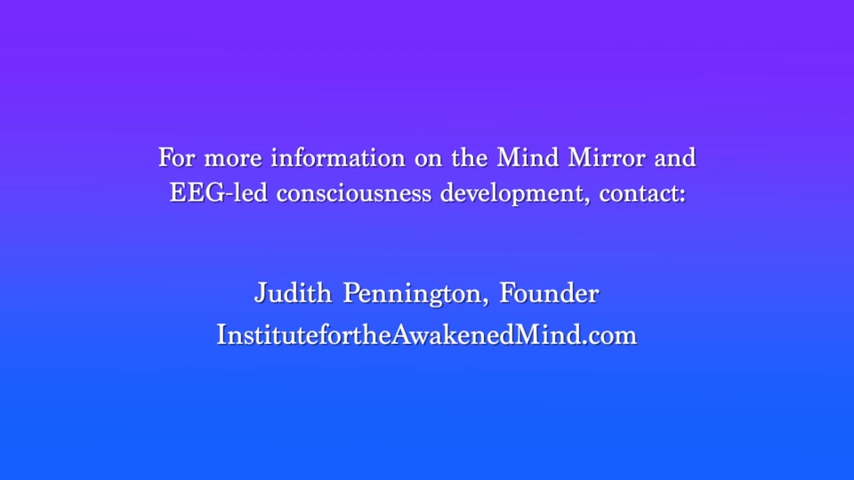 For more information on the Mind Mirror and
EEG-led consciousness development, contact:
Judith Pennington, Founder
InstitutefortheAwakenedMind.com